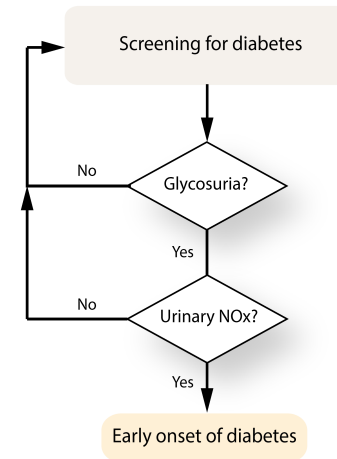 Screening for diabetes
Glycosuria?
No
Yes
Urinary NOx?
No
Yes
Early onset of diabetes